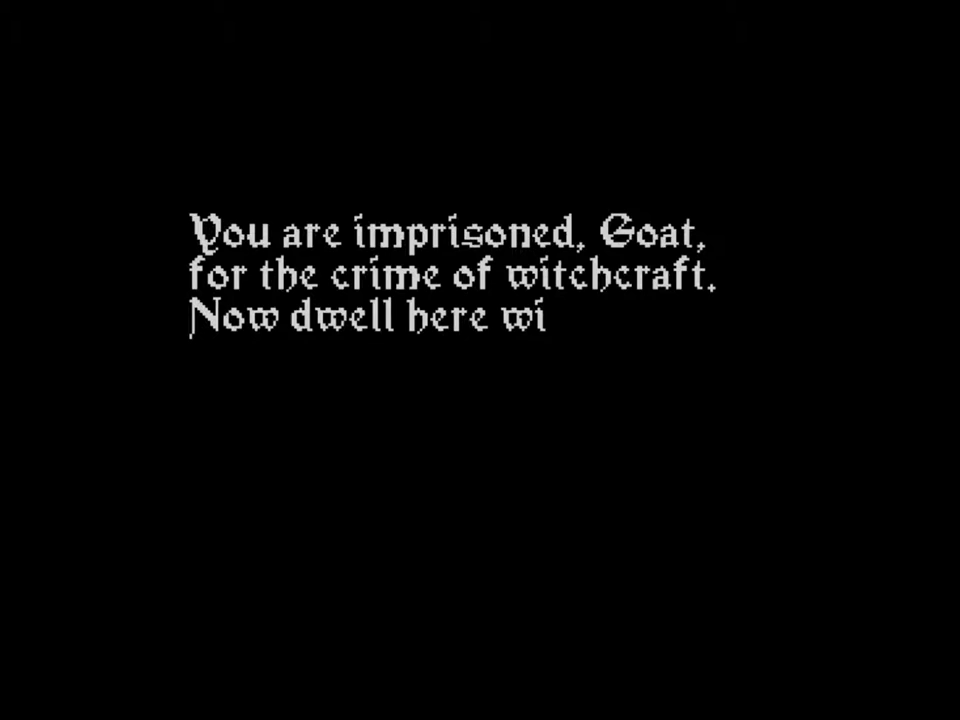 You are imprisoned, Goat,
for the crime of witchcraft.
Now dwell here wi